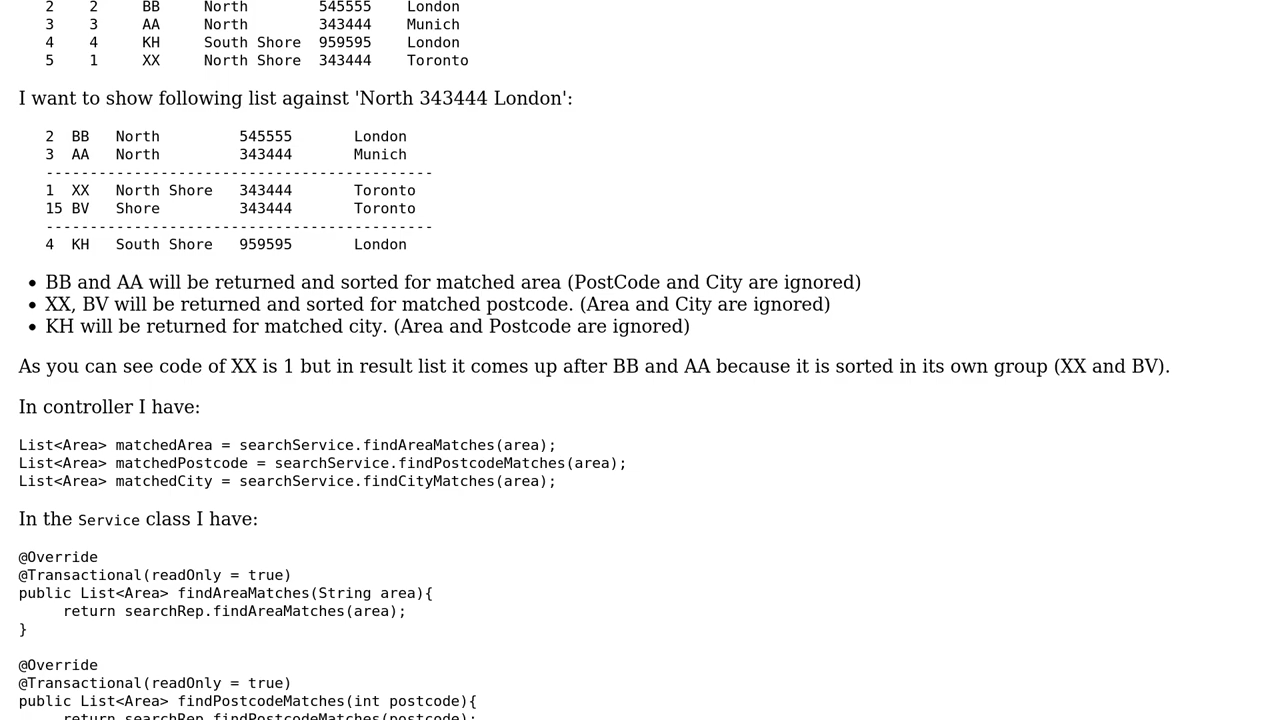 2    2     BB     North        545555    London
3    3     AA     North        343444    Munich
4    4     KH     South Shore  959595    London
5    1     XX     North Shore  343444    Toronto
I want to show following list against 'North 343444 London':
2  BB   North         545555       London
3  AA   North         343444       Munich
--------------------------------------------
1  XX   North Shore   343444       Toronto
15 BV   Shore         343444       Toronto
--------------------------------------------
4  KH   South Shore   959595       London
• BB and AA will be returned and sorted for matched area (PostCode and City are ignored)
• XX, BV will be returned and sorted for matched postcode. (Area and City are ignored)
• KH will be returned for matched city. (Area and Postcode are ignored)
As you can see code of XX is 1 but in result list it comes up after BB and AA because it is sorted in its own group (XX and BV).
In controller I have:
List<Area> matchedArea = searchService.findAreaMatches(area);
List<Area> matchedPostcode = searchService.findPostcodeMatches(area);
List<Area> matchedCity = searchService.findCityMatches(area);
In the Service class I have:
@Override
@Transactional(readOnly = true)
public List<Area> findAreaMatches(String area){
     return searchRep.findAreaMatches(area);
}
@Override
@Transactional(readOnly = true)
public List<Area> findPostcodeMatches(int postcode){
     return searchRep.findPostcodeMatches(postcode);